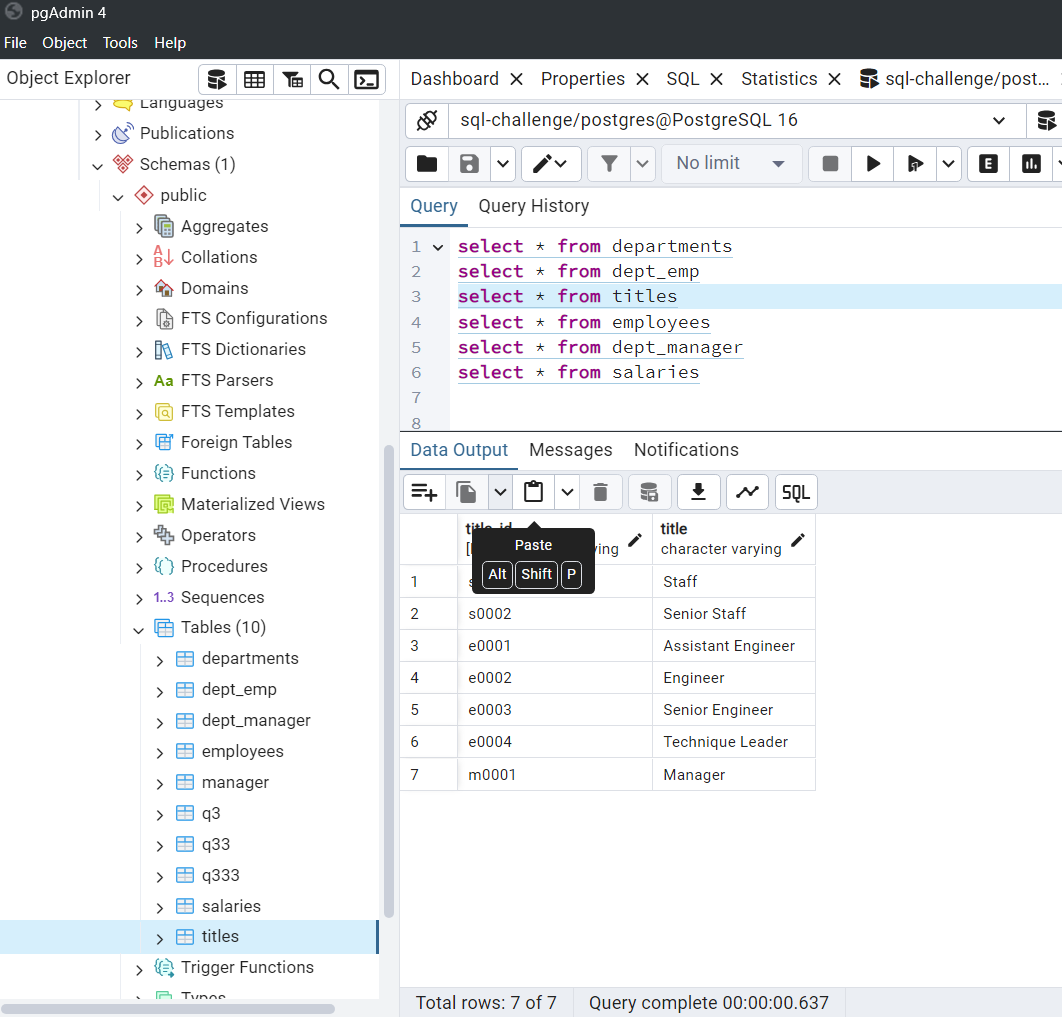 pgAdmin 4
File Object Tools Help
Object Explorer
Languages
Publications
Schemas (1)
public
Aggregates
Collations
Domains
FTS Configurations
FTS Dictionaries
Aa FTS Parsers
FTS Templates
Foreign Tables
Functions
Materialized Views
Operators
Procedures
1..3 Sequences
Tables (10)
departments
dept_emp
dept_manager
employees
manager
q3
q33
q333
salaries
titles
Trigger Functions
Types
Dashboard Properties SQL Statistics sql-challenge/post...
sql-challenge/postgres@PostgreSQL 16
No limit E
Query Query History
1 select * from departments
2 select * from dept_emp
3 select * from titles
4 select * from employees
5 select * from dept_manager
6 select * from salaries
7
8
Data Output Messages Notifications
SQL
title_id title
character varying
Paste
Alt Shift P
1 Staff
2 s0002 Senior Staff
3 e0001 Assistant Engineer
4 e0002 Engineer
5 e0003 Senior Engineer
6 e0004 Technique Leader
7 m0001 Manager
Total rows: 7 of 7 Query complete 00:00:00.637